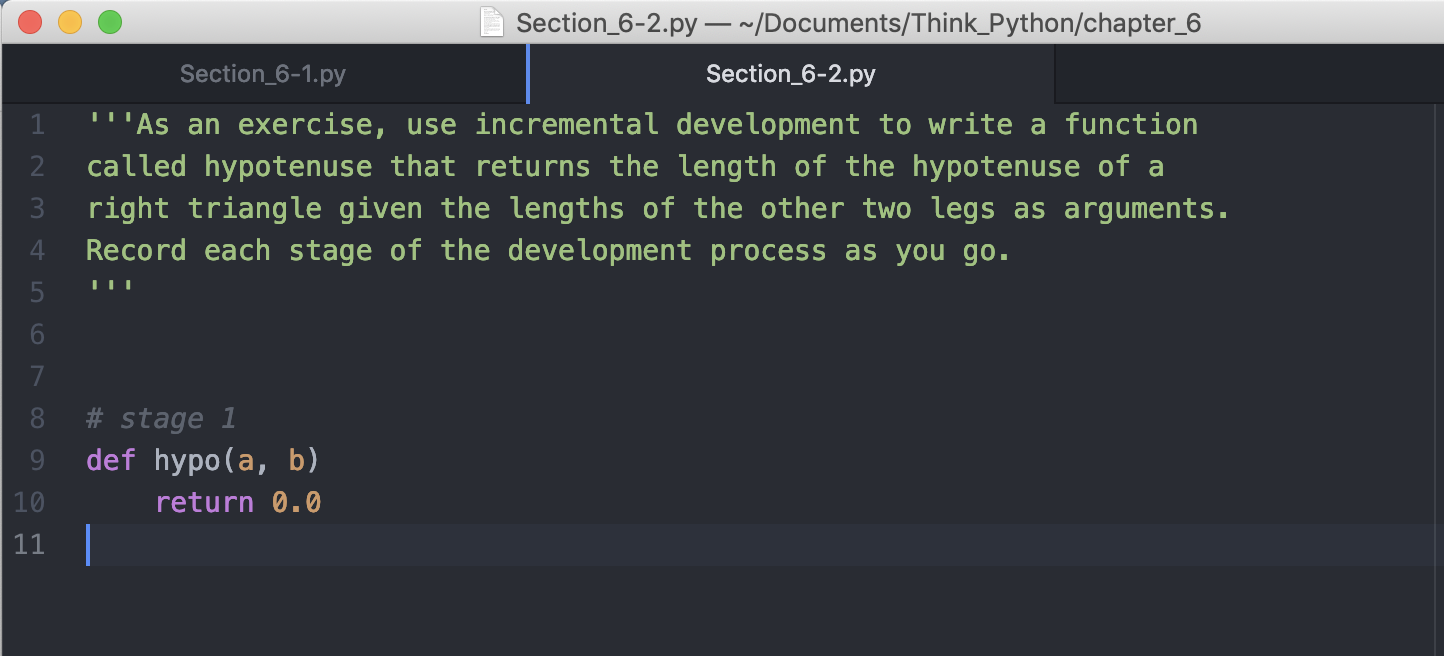 Section_6-2.py — ~/Documents/Think_Python/chapter_6
Section_6-1.py
Section_6-2.py
1 '''As an exercise, use incremental development to write a function
2 called hypotenuse that returns the length of the hypotenuse of a
3 right triangle given the lengths of the other two legs as arguments.
4 Record each stage of the development process as you go.
5 '''
6
7
8 # stage 1
9 def hypo(a, b)
10     return 0.0
11